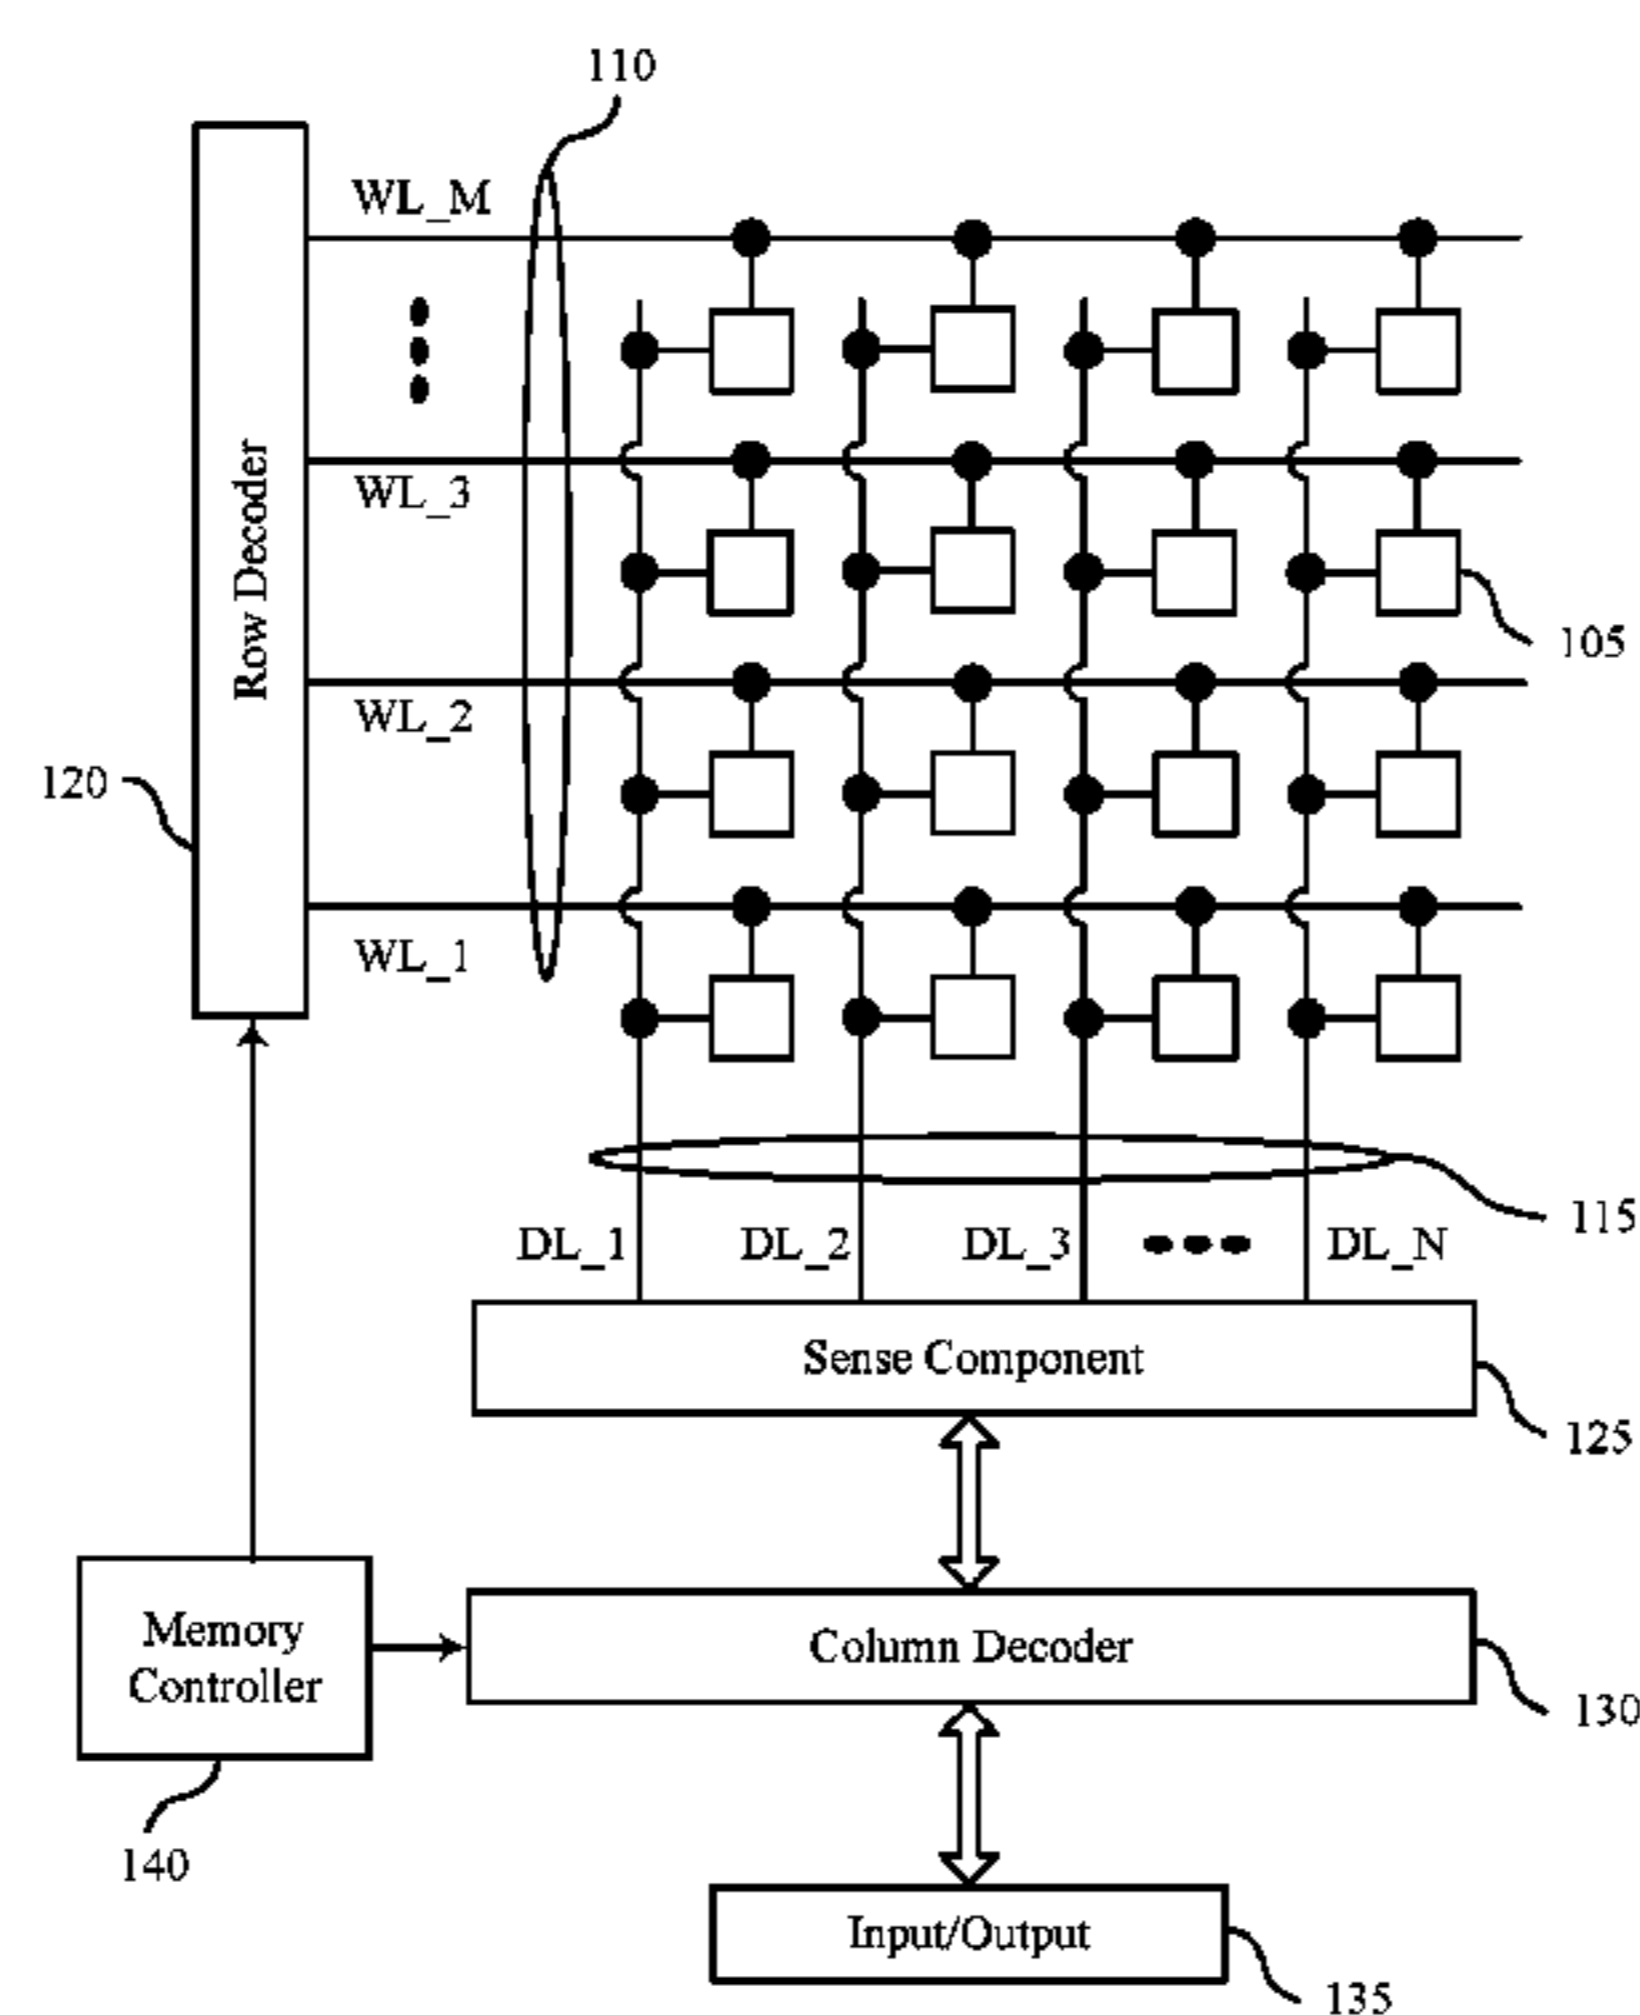 110
WL_M
WL_3
Row Decoder
105
WL_2
120
WL_1
115
DL_1 DL_2 DL_3 DL_N
Sense Component
125
Memory
Controller
Column Decoder
130
140
Input/Output
135